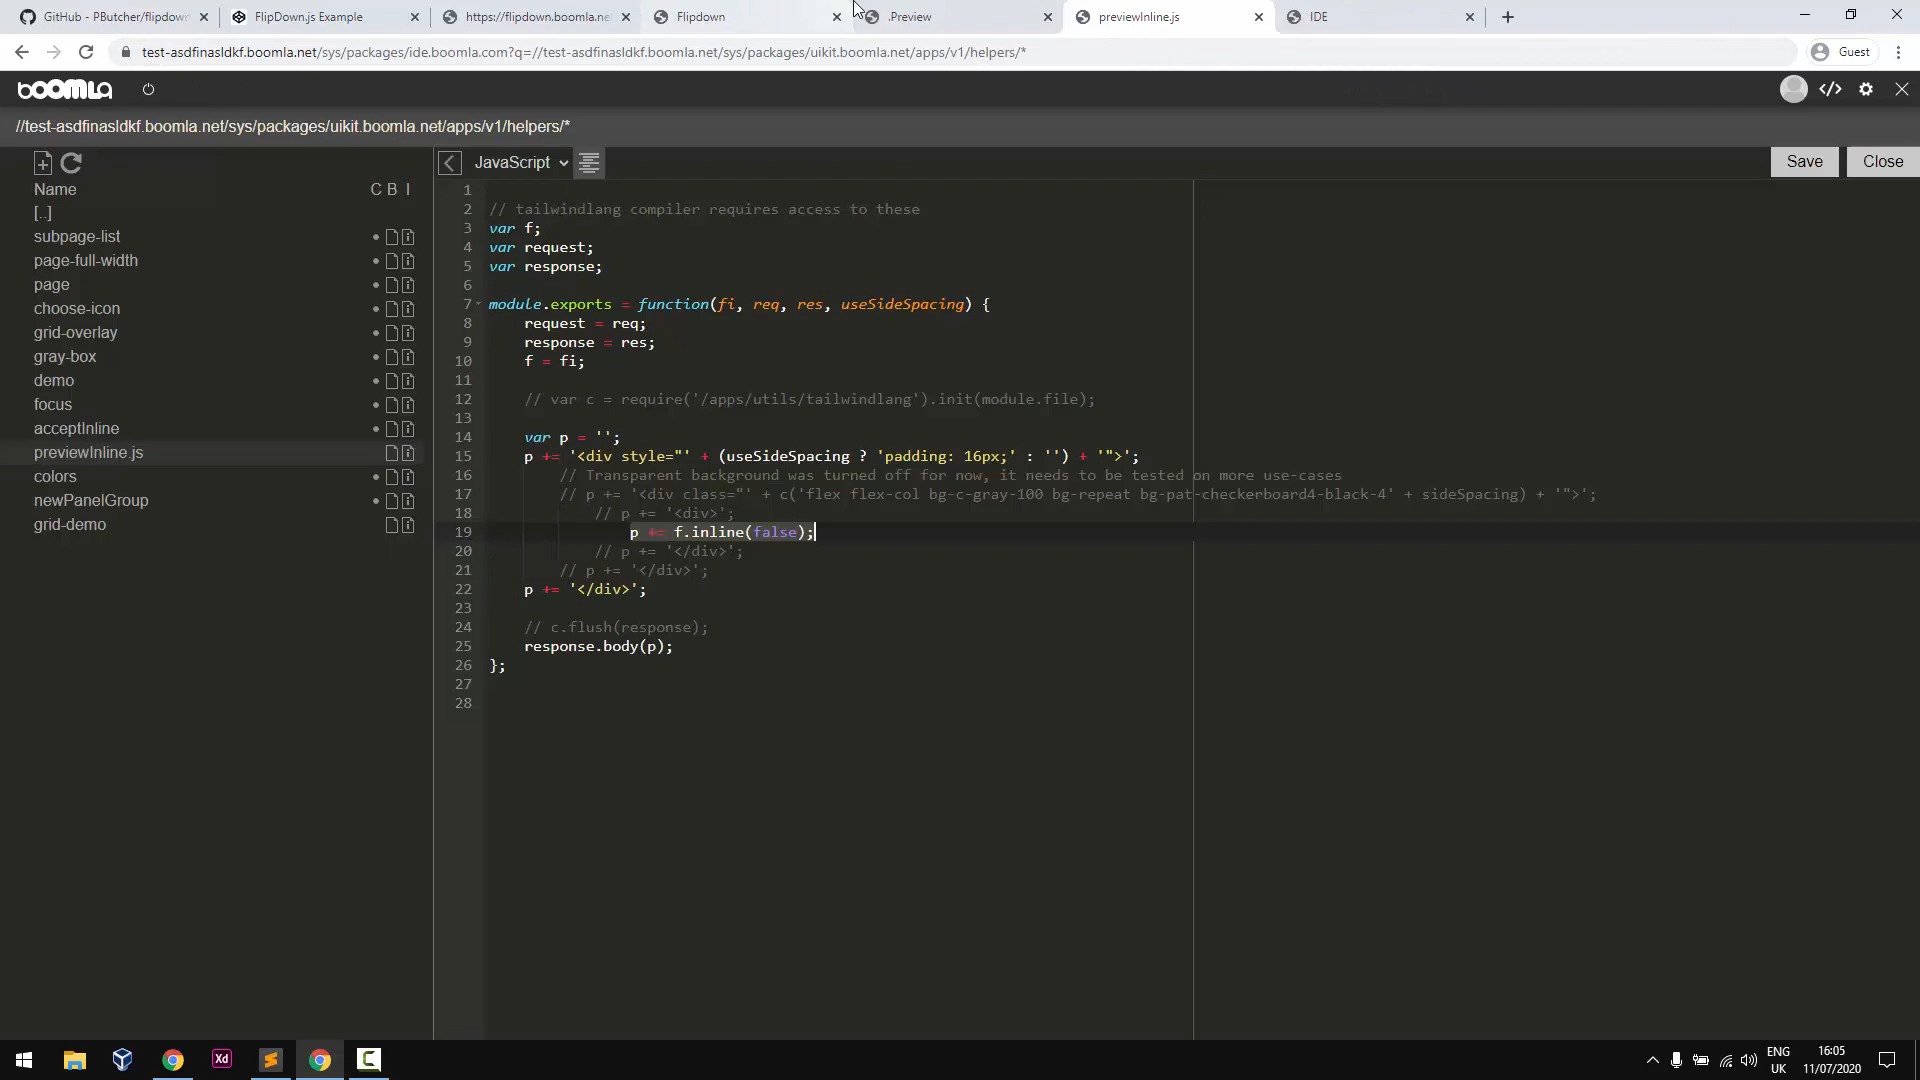 GitHub - PButcher/flipdown
FlipDown.js Example
https://flipdown.boomla.ne
Flipdown
.Preview
previewInline.js
IDE
test-asdfinasldkf.boomla.net/sys/packages/ide.boomla.com?q=//test-asdfinasldkf.boomla.net/sys/packages/uikit.boomla.net/apps/v1/helpers/*
Guest
boomla
//test-asdfinasldkf.boomla.net/sys/packages/uikit.boomla.net/apps/v1/helpers/*
JavaScript
Save
Close
Name C B I
[..]
subpage-list
page-full-width
page
choose-icon
grid-overlay
gray-box
demo
focus
acceptInline
previewInline.js
colors
newPanelGroup
grid-demo
1
2 // tailwindlang compiler requires access to these
3 var f;
4 var request;
5 var response;
6
7 module.exports = function(fi, req, res, useSideSpacing) {
8 request = req;
9 response = res;
10 f = fi;
11
12 // var c = require('/apps/utils/tailwindlang').init(module.file);
13
14 var p = '';
15 p += '<div style="' + (useSideSpacing ? 'padding: 16px;' : '') + '">';
16 // Transparent background was turned off for now, it needs to be tested on more use-cases
17 // p += '<div class="' + c('flex flex-col bg-c-gray-100 bg-repeat bg-pat-checkerboard4-black-4' + sideSpacing) + '">';
18 // p += '<div>';
19 p += f.inline(false);
20 // p += '</div>';
21 // p += '</div>';
22 p += '</div>';
23
24 // c.flush(response);
25 response.body(p);
26 };
27
28
Xd
ENG
UK
16:05
11/07/2020